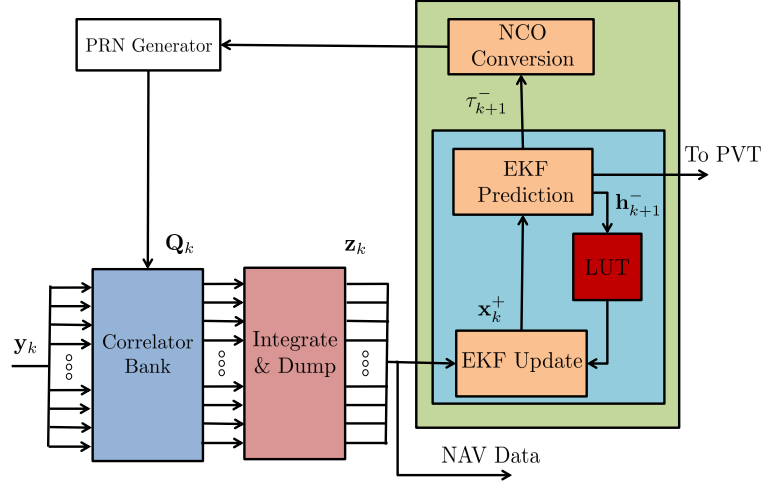 PRN Generator
NCO
Conversion
τ⁻ₖ₊₁
EKF
Prediction
To PVT
h⁻ₖ₊₁
LUT
Qₖ
zₖ
x⁺ₖ
yₖ
Correlator
Bank
Integrate
& Dump
EKF Update
NAV Data